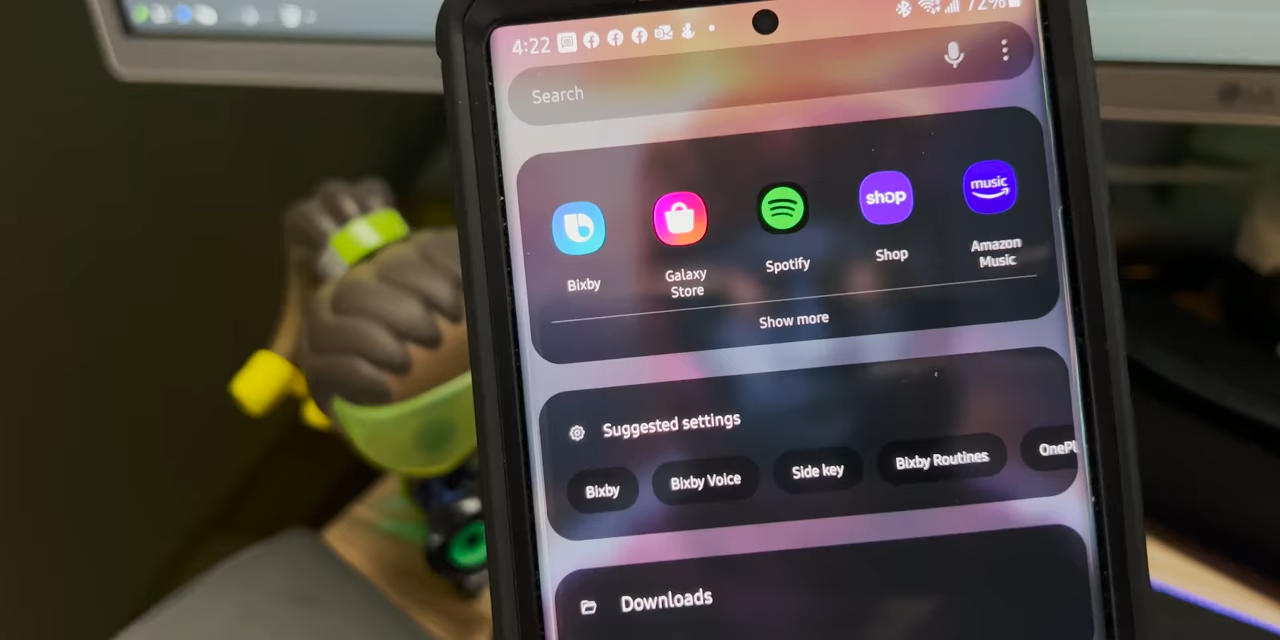 4:22
72%
Search
shop
music
Bixby
Galaxy
Store
Spotify
Shop
Amazon
Music
Show more
Suggested settings
Bixby
Bixby Voice
Side key
Bixby Routines
Downloads